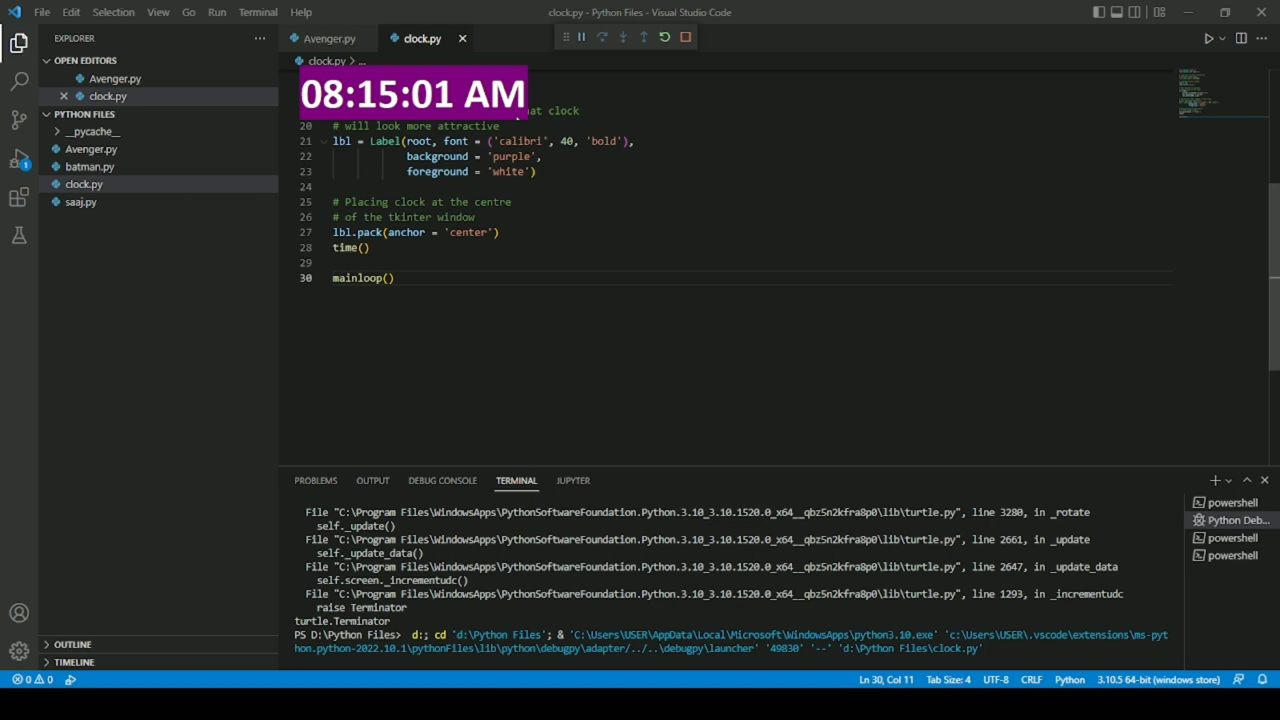 File Edit Selection View Go Run Terminal Help clock.py - Python Files - Visual Studio Code
EXPLORER
OPEN EDITORS
Avenger.py
clock.py
PYTHON FILES
__pycache__
Avenger.py
batman.py
clock.py
saaj.py
OUTLINE
TIMELINE
1
Avenger.py clock.py
clock.py > ...
08:15:01 AM
clock
20 # will look more attractive
21 lbl = Label(root, font = ('calibri', 40, 'bold'),
22 background = 'purple',
23 foreground = 'white')
24
25 # Placing clock at the centre
26 # of the tkinter window
27 lbl.pack(anchor = 'center')
28 time()
29
30 mainloop()
PROBLEMS OUTPUT DEBUG CONSOLE TERMINAL JUPYTER
File "C:\Program Files\WindowsApps\PythonSoftwareFoundation.Python.3.10_3.10.1520.0_x64__qbz5n2kfra8p0\lib\turtle.py", line 3280, in _rotate
self._update()
File "C:\Program Files\WindowsApps\PythonSoftwareFoundation.Python.3.10_3.10.1520.0_x64__qbz5n2kfra8p0\lib\turtle.py", line 2661, in _update
self._update_data()
File "C:\Program Files\WindowsApps\PythonSoftwareFoundation.Python.3.10_3.10.1520.0_x64__qbz5n2kfra8p0\lib\turtle.py", line 2647, in _update_data
self.screen._incrementudc()
File "C:\Program Files\WindowsApps\PythonSoftwareFoundation.Python.3.10_3.10.1520.0_x64__qbz5n2kfra8p0\lib\turtle.py", line 1293, in _incrementudc
raise Terminator
turtle.Terminator
PS D:\Python Files> d:; cd 'd:\Python Files'; & 'C:\Users\USER\AppData\Local\Microsoft\WindowsApps\python3.10.exe' 'c:\Users\USER\.vscode\extensions\ms-pyt
hon.python-2022.10.1\pythonFiles\lib\python\debugpy\adapter/../..\debugpy\launcher' '49830' '--' 'd:\Python Files\clock.py'
powershell
Python Deb...
powershell
powershell
0 0 Ln 30, Col 11 Tab Size: 4 UTF-8 CRLF Python 3.10.5 64-bit (windows store)